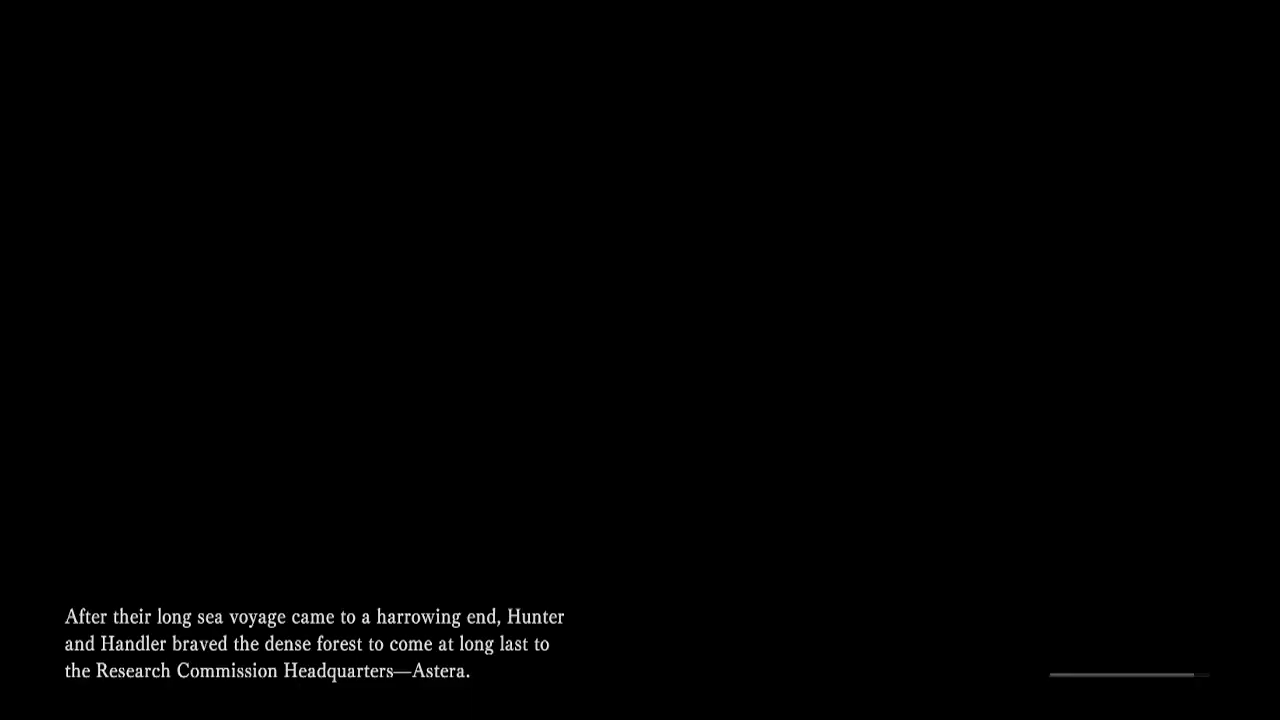 After their long sea voyage came to a harrowing end, Hunter
and Handler braved the dense forest to come at long last to
the Research Commission Headquarters—Astera.